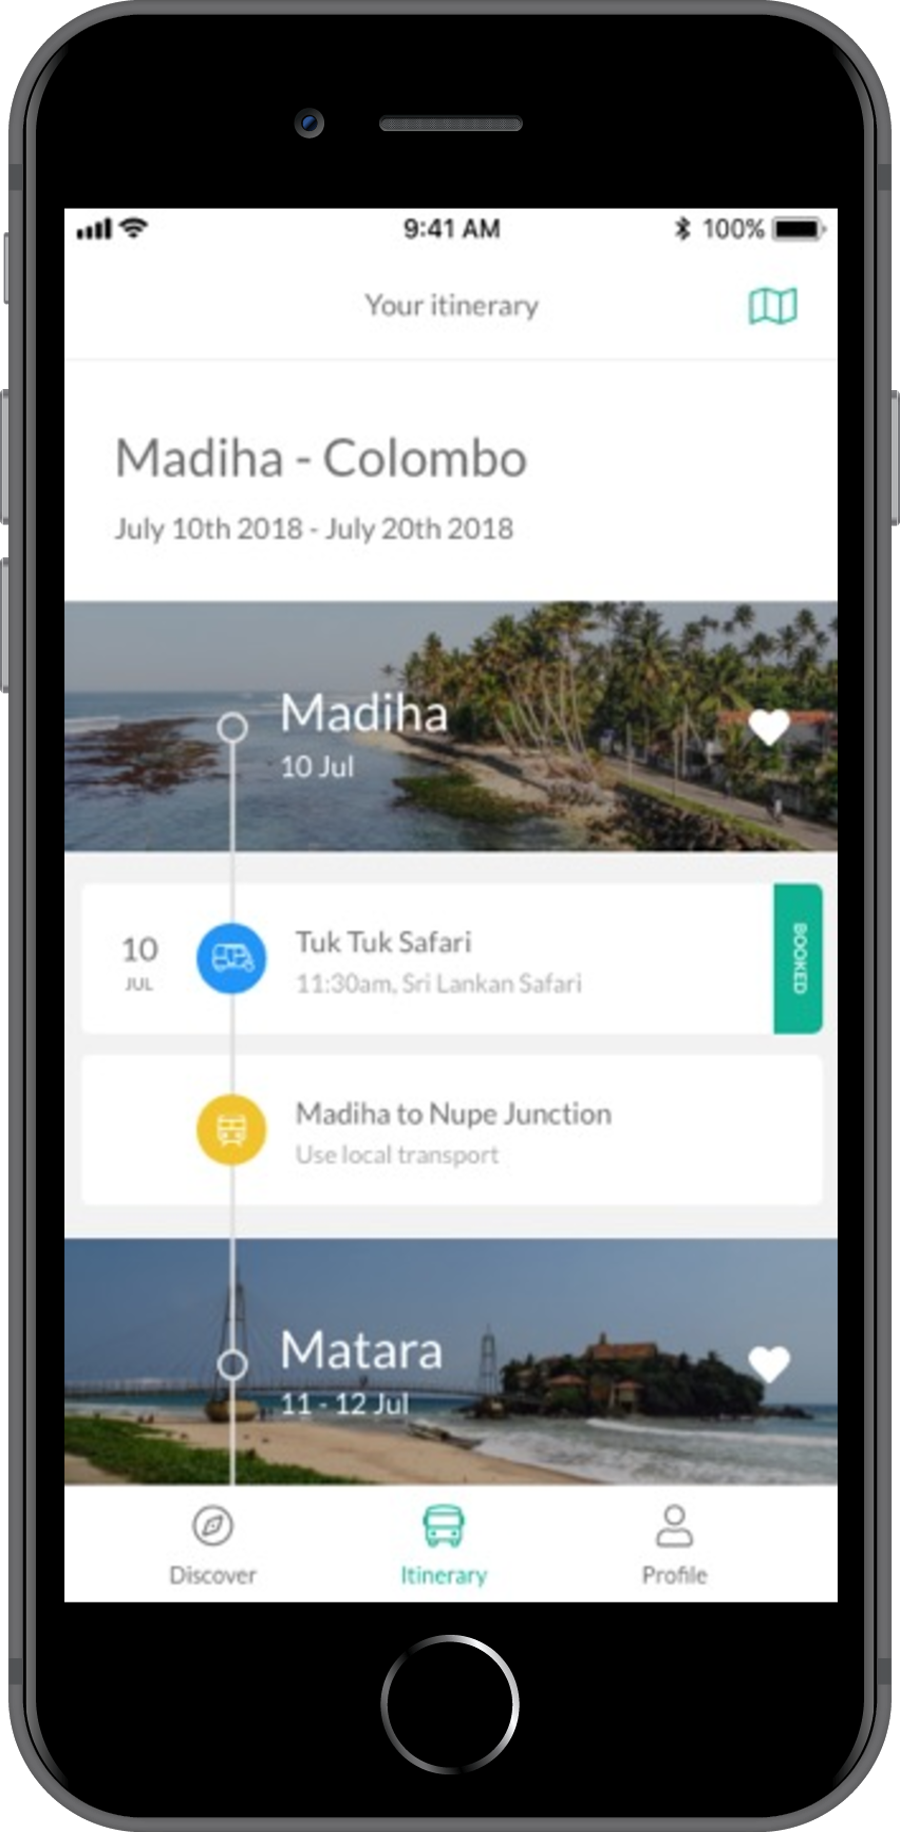 9:41 AM
100%
Your itinerary
Madiha - Colombo
July 10th 2018 - July 20th 2018
Madiha
10 Jul
10
JUL
Tuk Tuk Safari
11:30am, Sri Lankan Safari
BOOKED
Madiha to Nupe Junction
Use local transport
Matara
11 - 12 Jul
Discover
Itinerary
Profile